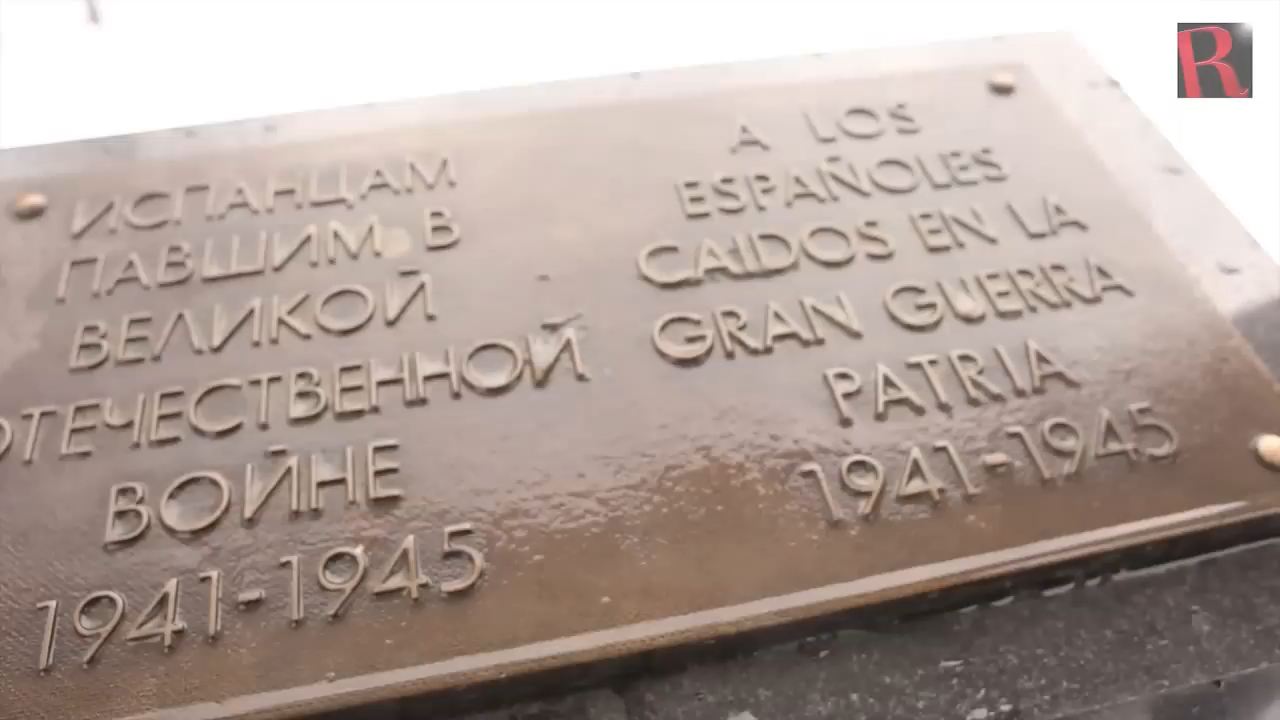 ИСПАНЦАМ
ПАВШИМ В
ВЕЛИКОЙ
ОТЕЧЕСТВЕННОЙ
ВОЙНЕ
1941-1945
A LOS
ESPAÑOLES
CAIDOS EN LA
GRAN GUERRA
PATRIA
1941-1945
R